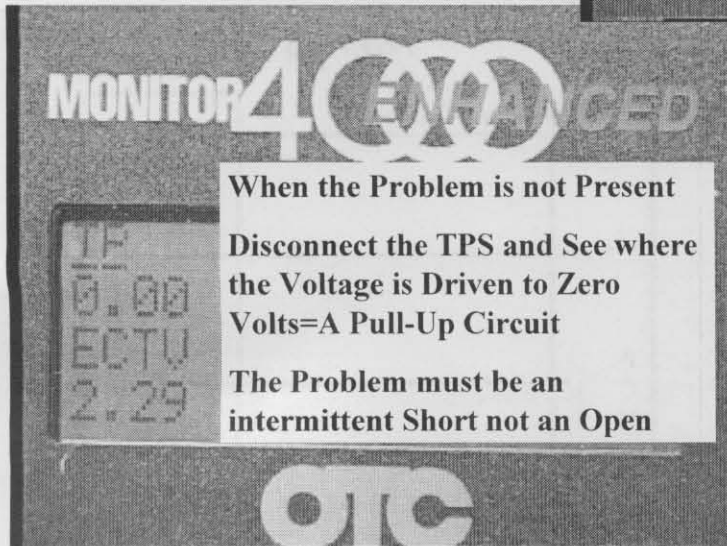 MONITOR 4000 ENHANCED
When the Problem is not Present
Disconnect the TPS and See where
the Voltage is Driven to Zero
Volts=A Pull-Up Circuit
The Problem must be an
intermittent Short not an Open
TP
0.00
ECTV
2.29
OTC